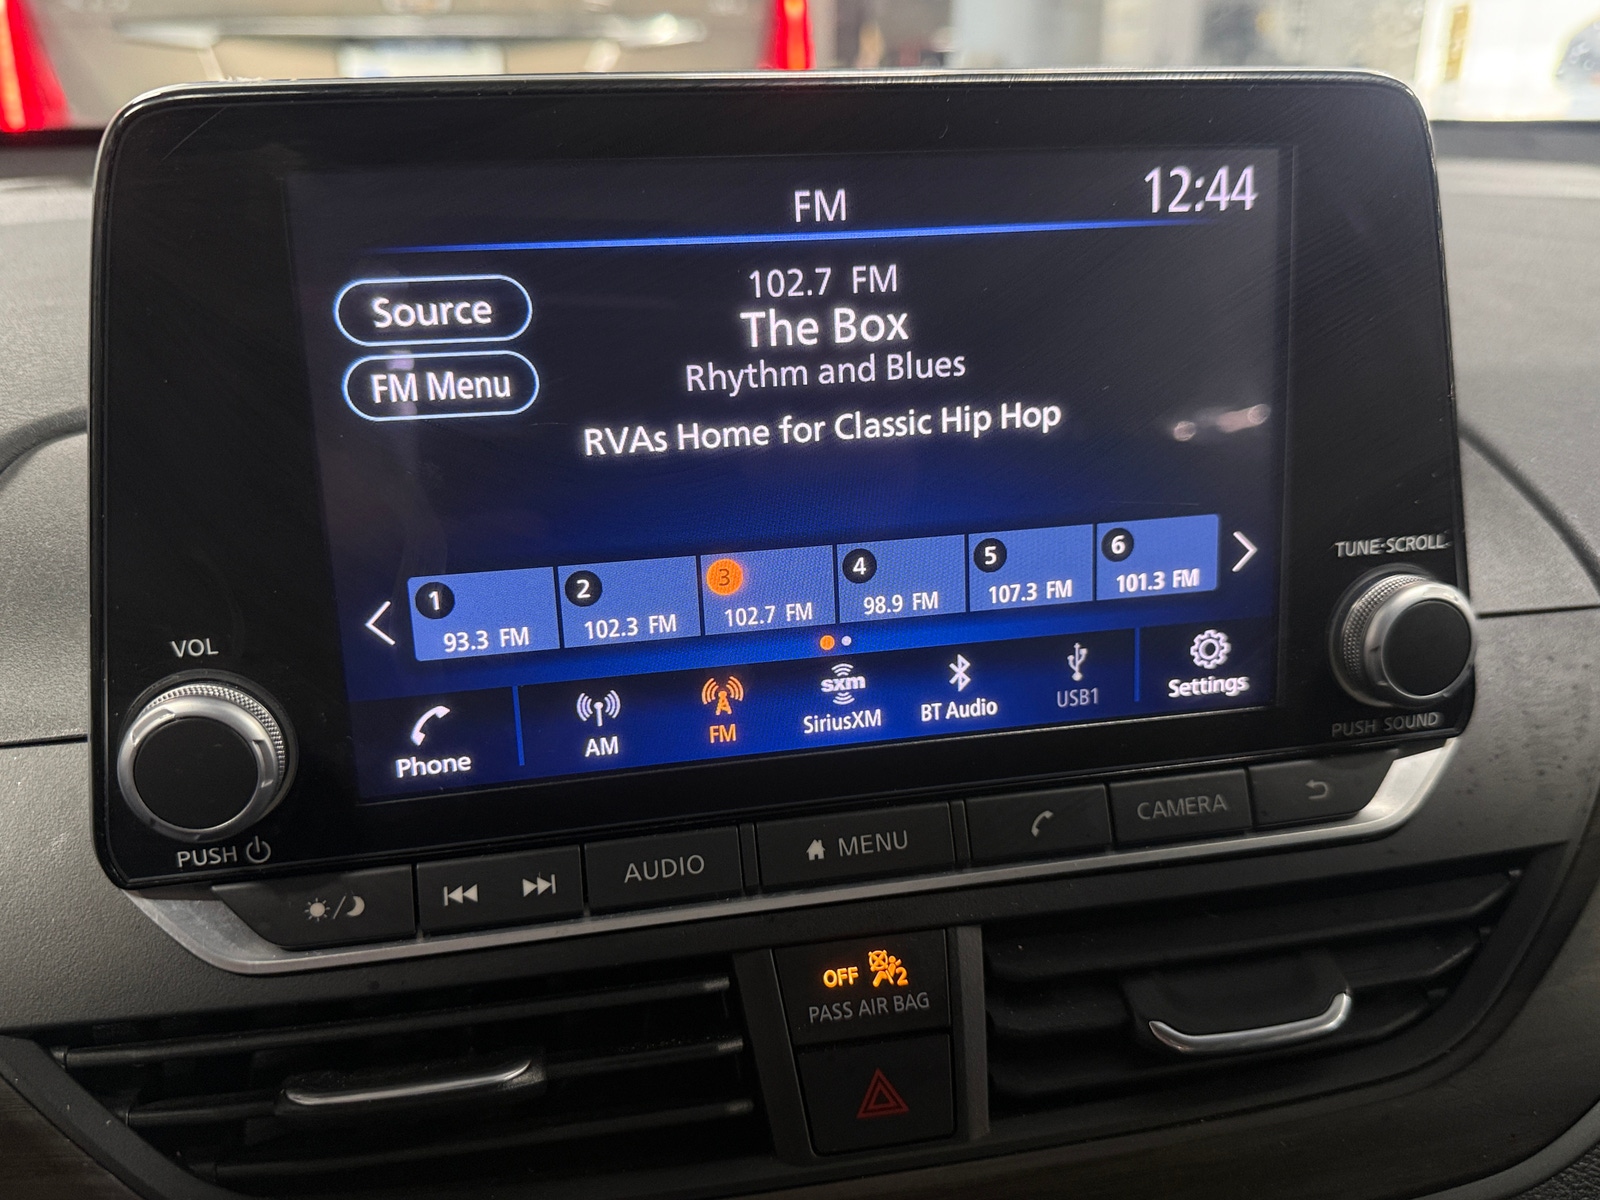 FM
12:44
Source
FM Menu
102.7 FM
The Box
Rhythm and Blues
RVAs Home for Classic Hip Hop
1
93.3 FM
2
102.3 FM
3
102.7 FM
4
98.9 FM
5
107.3 FM
6
101.3 FM
Phone
AM
FM
sxm
SiriusXM
BT Audio
USB1
Settings
VOL
PUSH
TUNE·SCROLL
PUSH SOUND
AUDIO
MENU
CAMERA
OFF
2
PASS AIR BAG